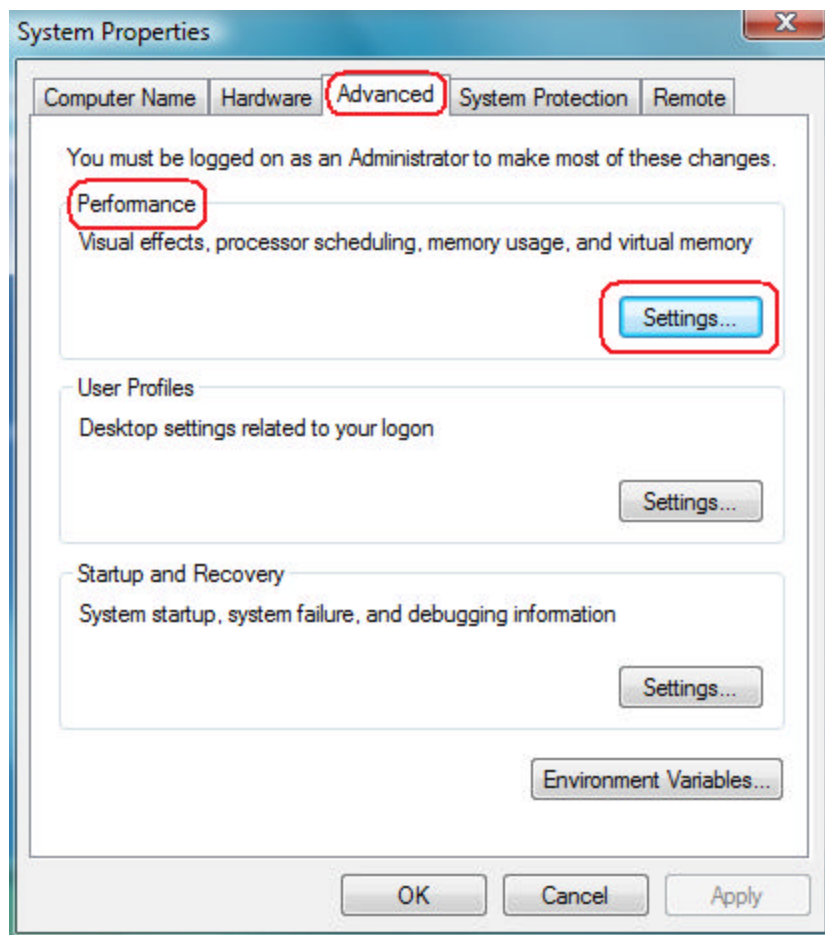 System Properties
Computer Name Hardware Advanced System Protection Remote
You must be logged on as an Administrator to make most of these changes.
Performance
Visual effects, processor scheduling, memory usage, and virtual memory
Settings...
User Profiles
Desktop settings related to your logon
Settings...
Startup and Recovery
System startup, system failure, and debugging information
Settings...
Environment Variables...
OK Cancel Apply